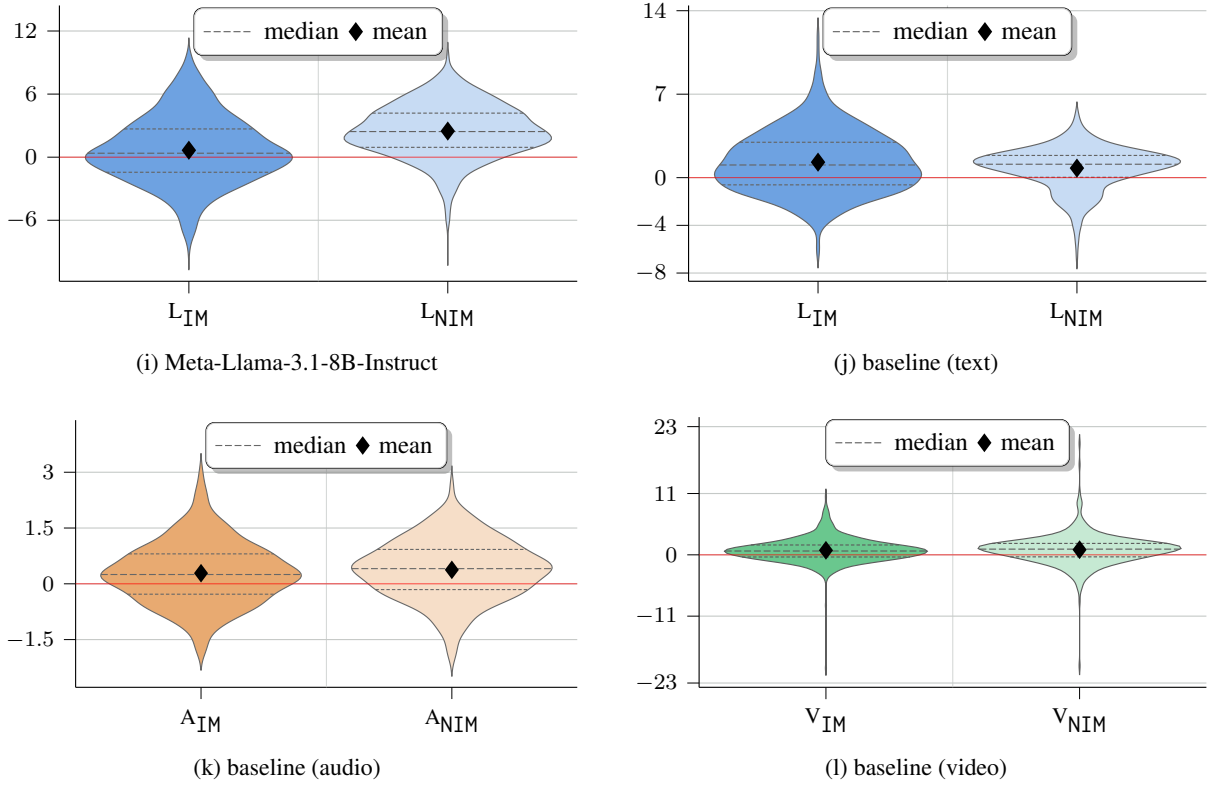 median ◆ mean
12
6
0
−6
L_IM L_NIM
(i) Meta-Llama-3.1-8B-Instruct
median ◆ mean
14
7
0
−4
−8
L_IM L_NIM
(j) baseline (text)
median ◆ mean
3
1.5
0
−1.5
A_IM A_NIM
(k) baseline (audio)
median ◆ mean
23
11
0
−11
−23
V_IM V_NIM
(l) baseline (video)